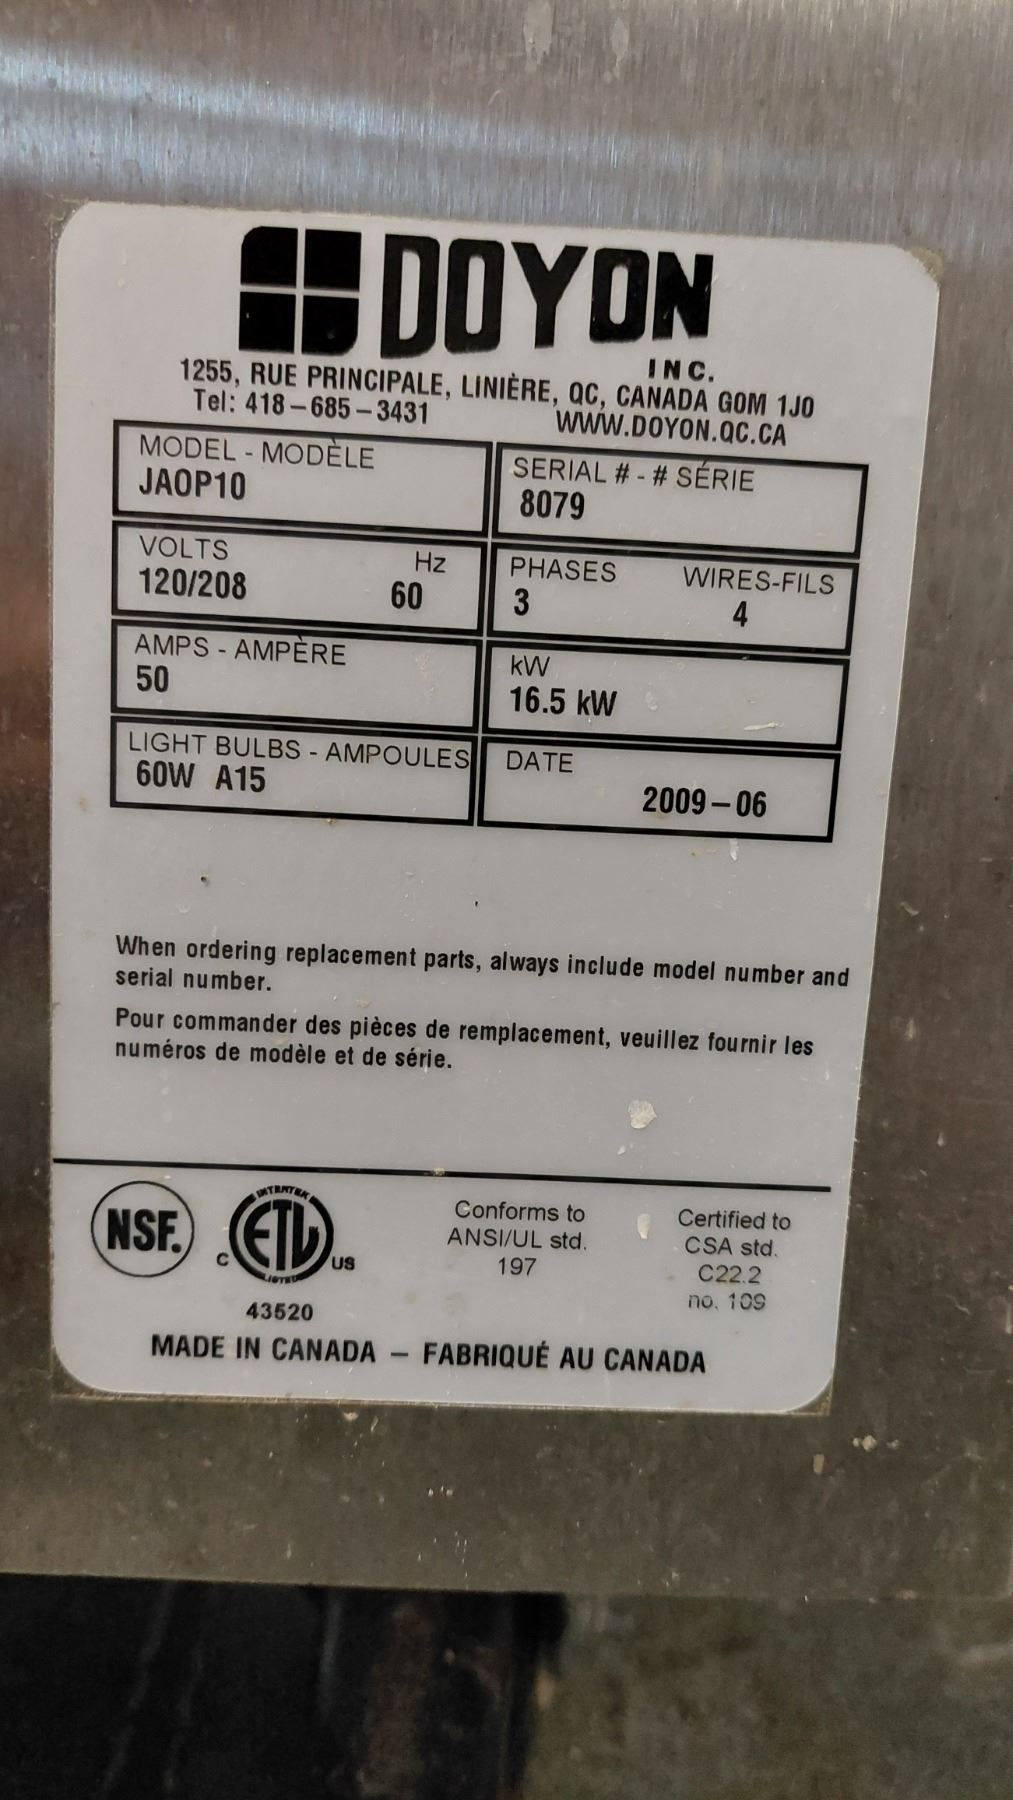 DOYON
INC.
1255, RUE PRINCIPALE, LINIÈRE, QC, CANADA G0M 1J0
Tel: 418-685-3431 WWW.DOYON.QC.CA
MODEL - MODÈLE
JAOP10
SERIAL # - # SÉRIE
8079
VOLTS Hz
120/208 60
PHASES WIRES-FILS
3 4
AMPS - AMPÈRE
50
kW
16.5 kW
LIGHT BULBS - AMPOULES
60W A15
DATE
2009-06
When ordering replacement parts, always include model number and
serial number.
Pour commander des pièces de remplacement, veuillez fournir les
numéros de modèle et de série.
NSF.
INTERTEK
C ETL US
LISTED
43520
Conforms to
ANSI/UL std.
197
Certified to
CSA std.
C22.2
no. 109
MADE IN CANADA - FABRIQUÉ AU CANADA